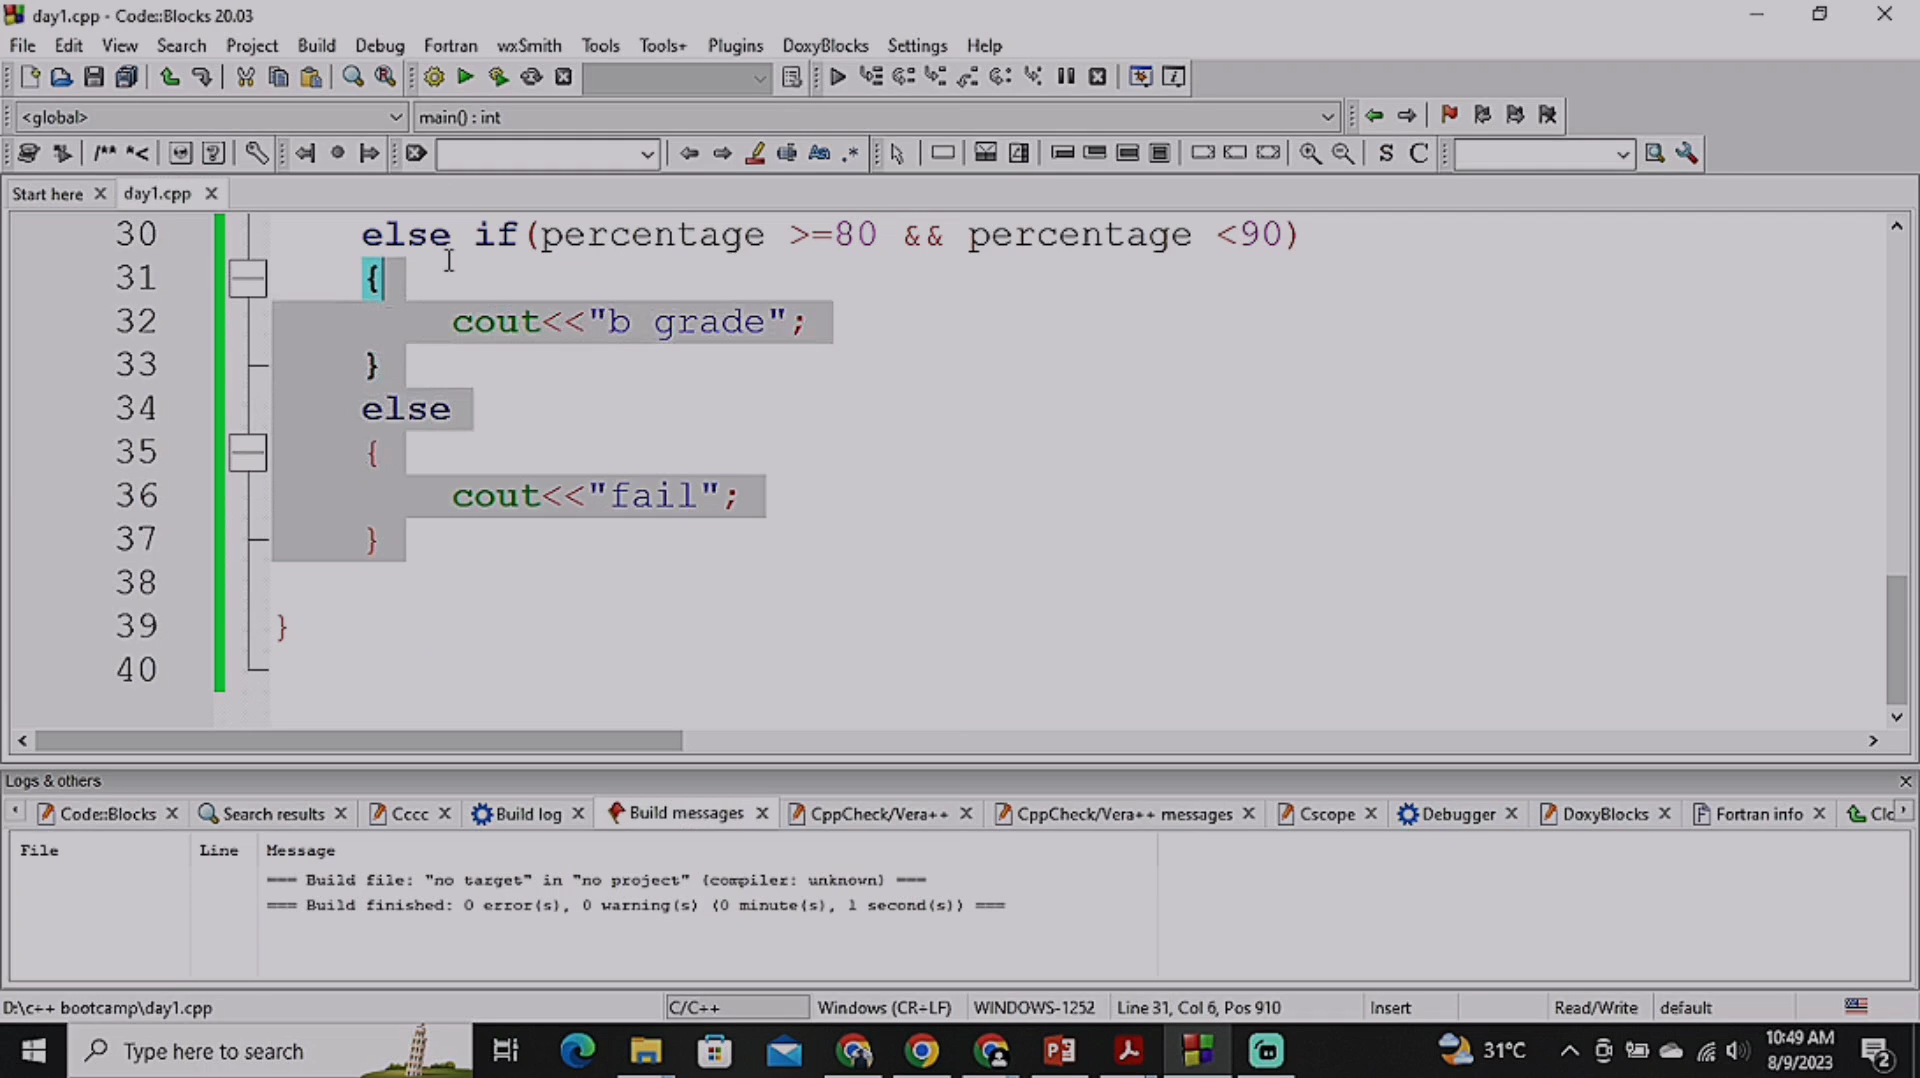 day1.cpp - Code::Blocks 20.03
File Edit View Search Project Build Debug Fortran wxSmith Tools Tools+ Plugins DoxyBlocks Settings Help
<global> main() : int
/** *< Aa .* S C
Start here day1.cpp
30 else if(percentage >=80 && percentage <90)
31 {
32 cout<<"b grade";
33 }
34 else
35 {
36 cout<<"fail";
37 }
38
39 }
40
Logs & others
Code::Blocks Search results Cccc Build log Build messages CppCheck/Vera++ CppCheck/Vera++ messages Cscope Debugger DoxyBlocks Fortran info Clo
File Line Message
=== Build file: "no target" in "no project" (compiler: unknown) ===
=== Build finished: 0 error(s), 0 warning(s) (0 minute(s), 1 second(s)) ===
D:\c++ bootcamp\day1.cpp C/C++ Windows (CR+LF) WINDOWS-1252 Line 31, Col 6, Pos 910 Insert Read/Write default
Type here to search 31°C 10:49 AM
8/9/2023 2